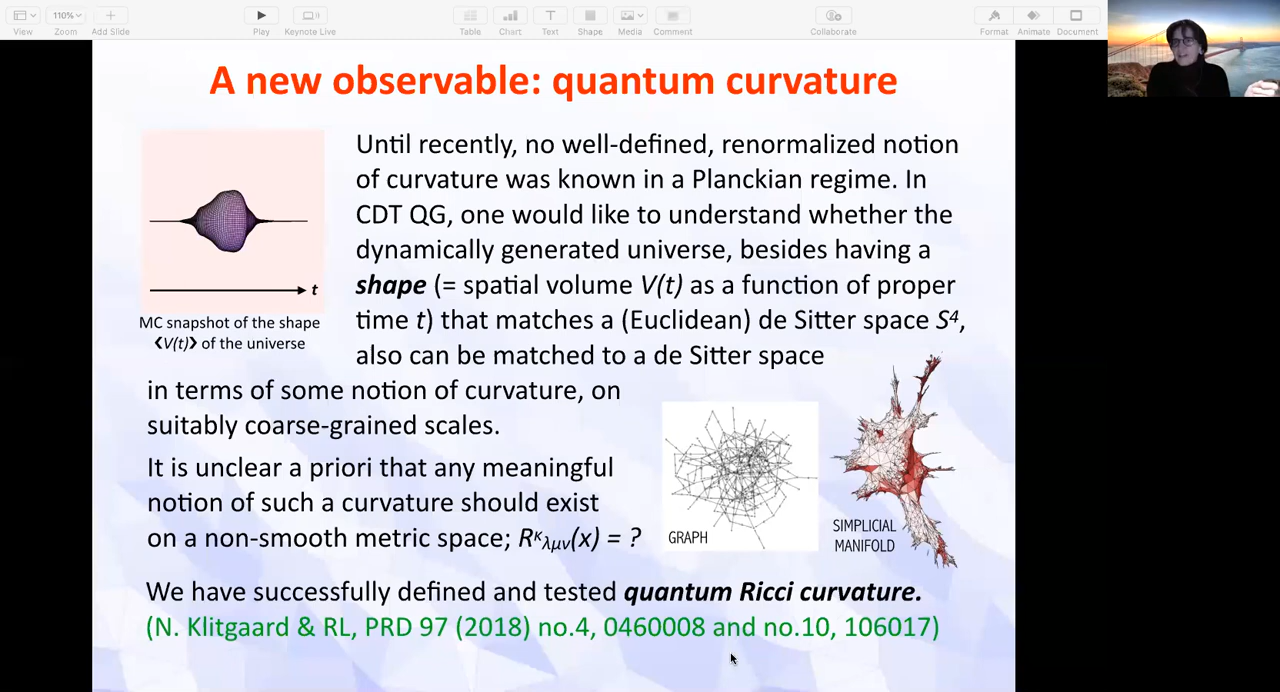 View
110%
Zoom
Add Slide
Play
Keynote Live
Table
Chart
Text
Shape
Media
Comment
Collaborate
Format
Animate
Document
A new observable: quantum curvature
Until recently, no well-defined, renormalized notion
of curvature was known in a Planckian regime. In
CDT QG, one would like to understand whether the
dynamically generated universe, besides having a
shape (= spatial volume V(t) as a function of proper
time t) that matches a (Euclidean) de Sitter space S⁴,
also can be matched to a de Sitter space
t
MC snapshot of the shape
⟨V(t)⟩ of the universe
in terms of some notion of curvature, on
suitably coarse-grained scales.
It is unclear a priori that any meaningful
notion of such a curvature should exist
on a non-smooth metric space; Rᵏλμν(x) = ?
GRAPH
SIMPLICIAL
MANIFOLD
We have successfully defined and tested quantum Ricci curvature.
(N. Klitgaard & RL, PRD 97 (2018) no.4, 0460008 and no.10, 106017)